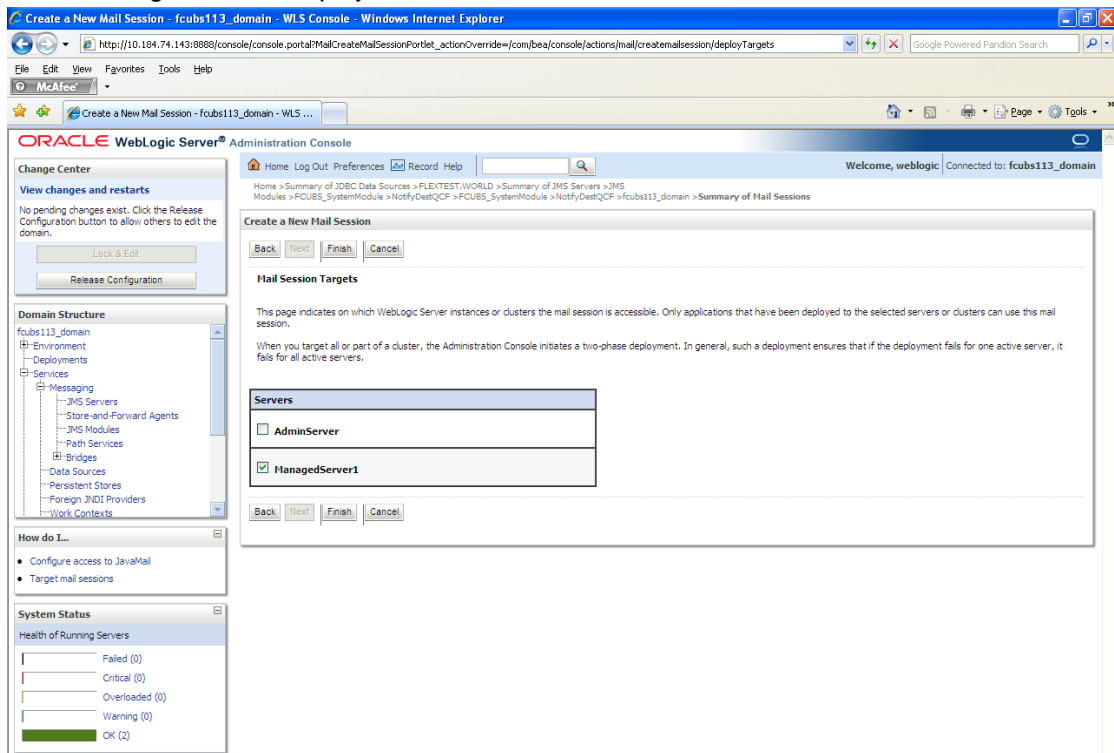 Create a New Mail Session - fcubs113_domain - WLS Console - Windows Internet Explorer
http://10.184.74.143:8888/console/console.portal?MailCreateMailSessionPortlet_actionOverride=/com/bea/console/actions/mail/createmailsession/deployTargets
Google Powered Pandion Search
File Edit View Favorites Tools Help
McAfee
Create a New Mail Session - fcubs113_domain - WLS ...
Page Tools
ORACLE WebLogic Server® Administration Console
Change Center
View changes and restarts
No pending changes exist. Click the Release
Configuration button to allow others to edit the
domain.
Lock & Edit
Release Configuration
Domain Structure
fcubs113_domain
Environment
Deployments
Services
Messaging
JMS Servers
Store-and-Forward Agents
JMS Modules
Path Services
Bridges
Data Sources
Persistent Stores
Foreign JNDI Providers
Work Contexts
How do I...
Configure access to JavaMail
Target mail sessions
System Status
Health of Running Servers
Failed (0)
Critical (0)
Overloaded (0)
Warning (0)
OK (2)
Home Log Out Preferences Record Help
Welcome, weblogic Connected to: fcubs113_domain
Home >Summary of JDBC Data Sources >FLEXTEST.WORLD >Summary of JMS Servers >JMS
Modules >FCUBS_SystemModule >NotifyDestQCF >FCUBS_SystemModule >NotifyDestQCF >fcubs113_domain >Summary of Mail Sessions
Create a New Mail Session
Back Next Finish Cancel
Mail Session Targets
This page indicates on which WebLogic Server instances or clusters the mail session is accessible. Only applications that have been deployed to the selected servers or clusters can use this mail
session.
When you target all or part of a cluster, the Administration Console initiates a two-phase deployment. In general, such a deployment ensures that if the deployment fails for one active server, it
fails for all active servers.
Servers
AdminServer
ManagedServer1
Back Next Finish Cancel